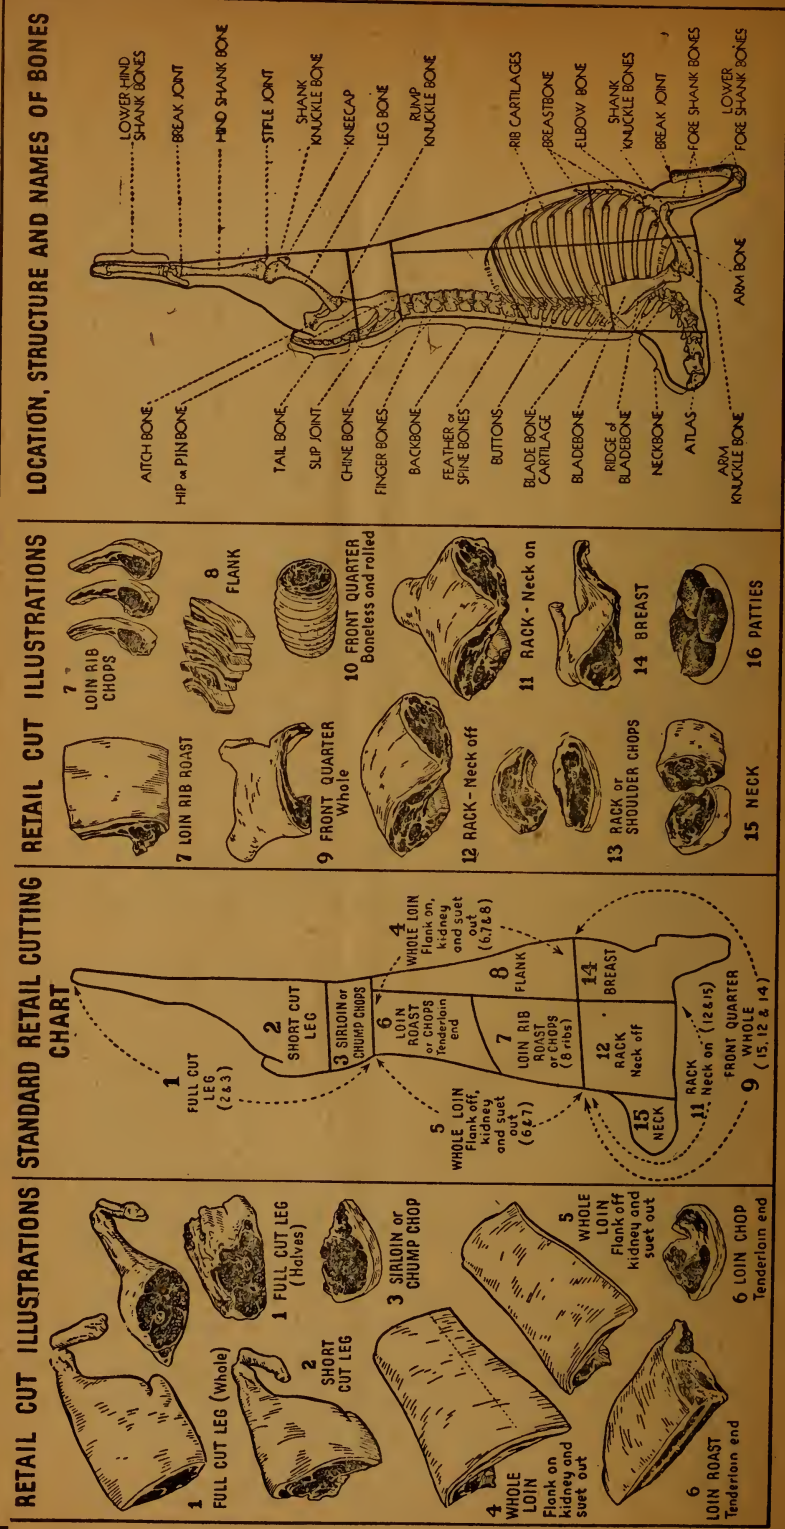 RETAIL CUT ILLUSTRATIONS
1
FULL CUT LEG (Whole)
1 FULL CUT LEG
(Halves)
2
SHORT
CUT LEG
3 SIRLOIN or
CHUMP CHOP
4
WHOLE
LOIN
Flank on
kidney and
suet out
5
WHOLE
LOIN
Flank off
kidney and
suet out
6
LOIN ROAST
Tenderloin end
6 LOIN CHOP
Tenderloin end
STANDARD RETAIL CUTTING
CHART
1
FULL CUT
LEG
(2 & 3)
2
SHORT CUT
LEG
3 SIRLOIN or
CHUMP CHOPS
4
WHOLE LOIN
Flank on,
kidney
and suet
out
(6,7 & 8)
5
WHOLE LOIN
Flank off,
kidney
and suet
out
(6 & 7)
6
LOIN
ROAST
or CHOPS
Tenderloin
end
7
LOIN RIB
ROAST
or CHOPS
(8 ribs)
8
FLANK
12
RACK
Neck off
14
BREAST
15
NECK
RACK
11 Neck on (12 & 15)
FRONT QUARTER
WHOLE
9 (15, 12 & 14)
RETAIL CUT ILLUSTRATIONS
7 LOIN RIB ROAST
7
LOIN RIB
CHOPS
8
FLANK
9 FRONT QUARTER
Whole
10 FRONT QUARTER
Boneless and rolled
12 RACK - Neck off
11 RACK - Neck on
13 RACK or
SHOULDER CHOPS
14 BREAST
15 NECK
16 PATTIES
LOCATION, STRUCTURE AND NAMES OF BONES
AITCH BONE
HIP or PIN BONE
TAIL BONE
SLIP JOINT
CHINE BONE
FINGER BONES
BACKBONE
FEATHER or
SPINE BONES
BUTTONS
BLADE BONE
CARTILAGE
BLADEBONE
RIDGE of
BLADEBONE
NECKBONE
ATLAS
ARM
KNUCKLE BONE
LOWER HIND
SHANK BONES
BREAK JOINT
HIND SHANK BONE
STIFLE JOINT
SHANK
KNUCKLE BONE
KNEECAP
LEG BONE
RUMP
KNUCKLE BONE
RIB CARTILAGES
BREASTBONE
ELBOW BONE
SHANK
KNUCKLE BONES
BREAK JOINT
FORE SHANK BONES
LOWER
FORE SHANK BONES
ARM BONE